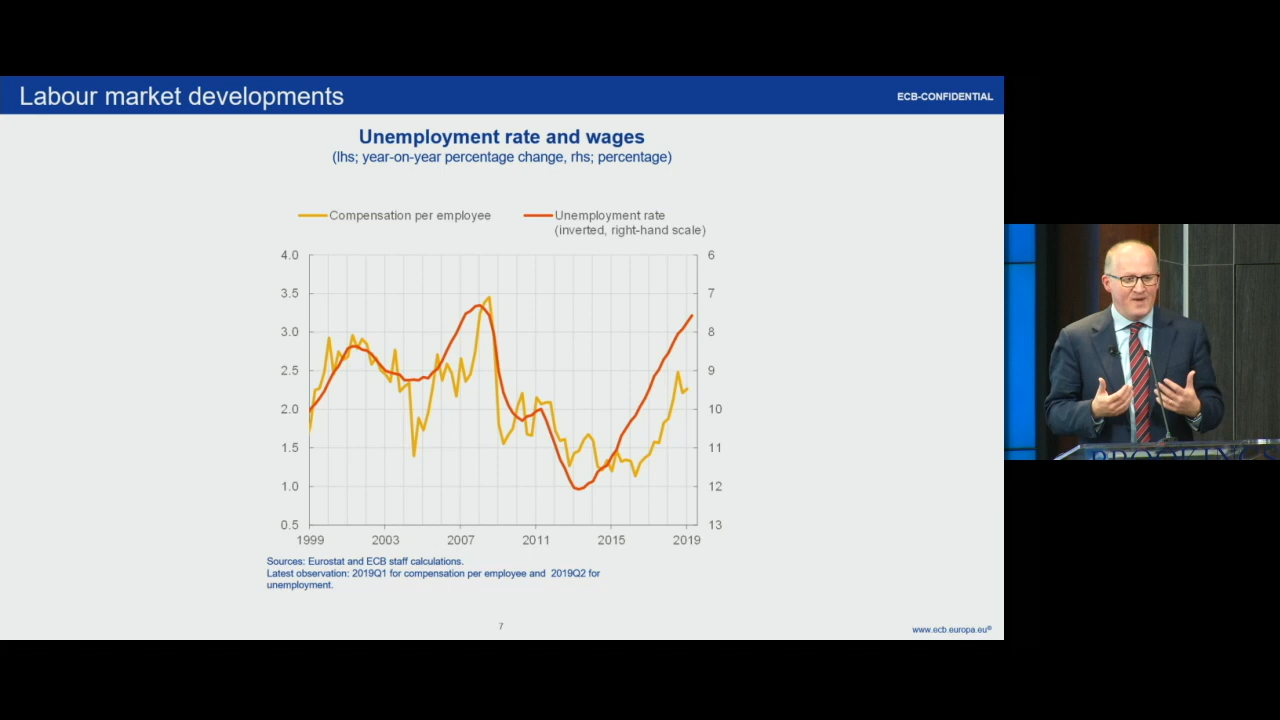 Labour market developments
ECB-CONFIDENTIAL
Unemployment rate and wages
(lhs; year-on-year percentage change, rhs; percentage)
Compensation per employee
Unemployment rate
(inverted, right-hand scale)
4.0
3.5
3.0
2.5
2.0
1.5
1.0
0.5
6
7
8
9
10
11
12
13
1999
2003
2007
2011
2015
2019
Sources: Eurostat and ECB staff calculations.
Latest observation: 2019Q1 for compensation per employee and 2019Q2 for
unemployment.
7
www.ecb.europa.eu®
BROOKINGS